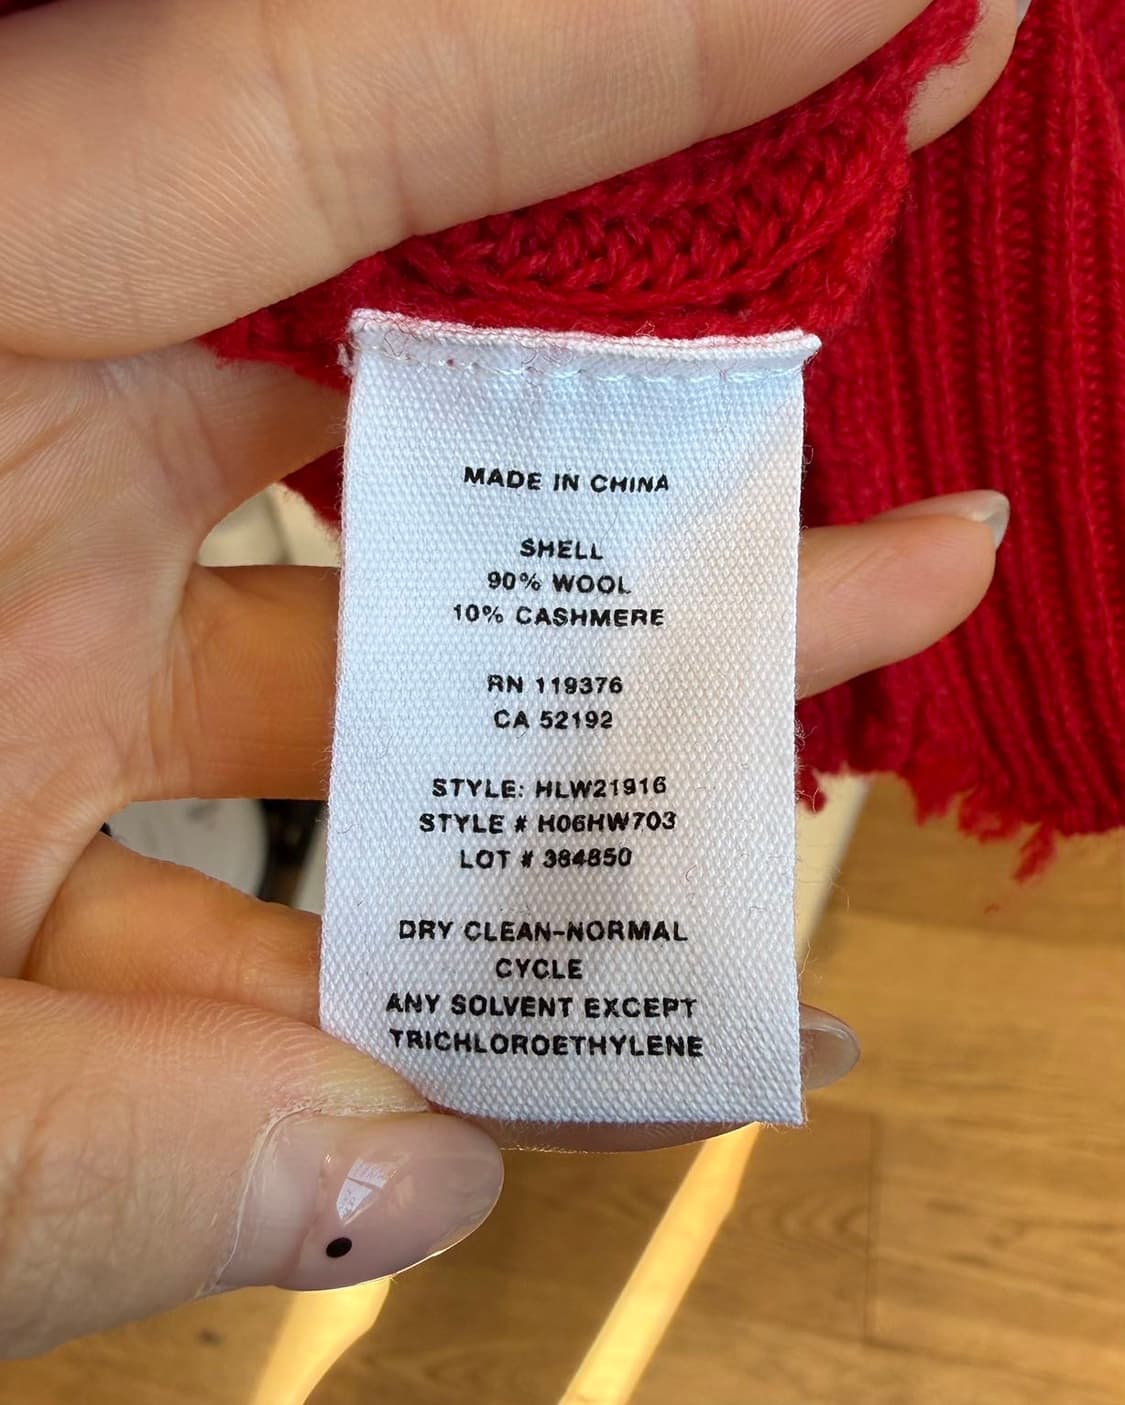 MADE IN CHINA
SHELL
90% WOOL
10% CASHMERE
RN 119376
CA 52192
STYLE: HLW21916
STYLE # H06HW703
LOT # 384850
DRY CLEAN-NORMAL
CYCLE
ANY SOLVENT EXCEPT
TRICHLOROETHYLENE